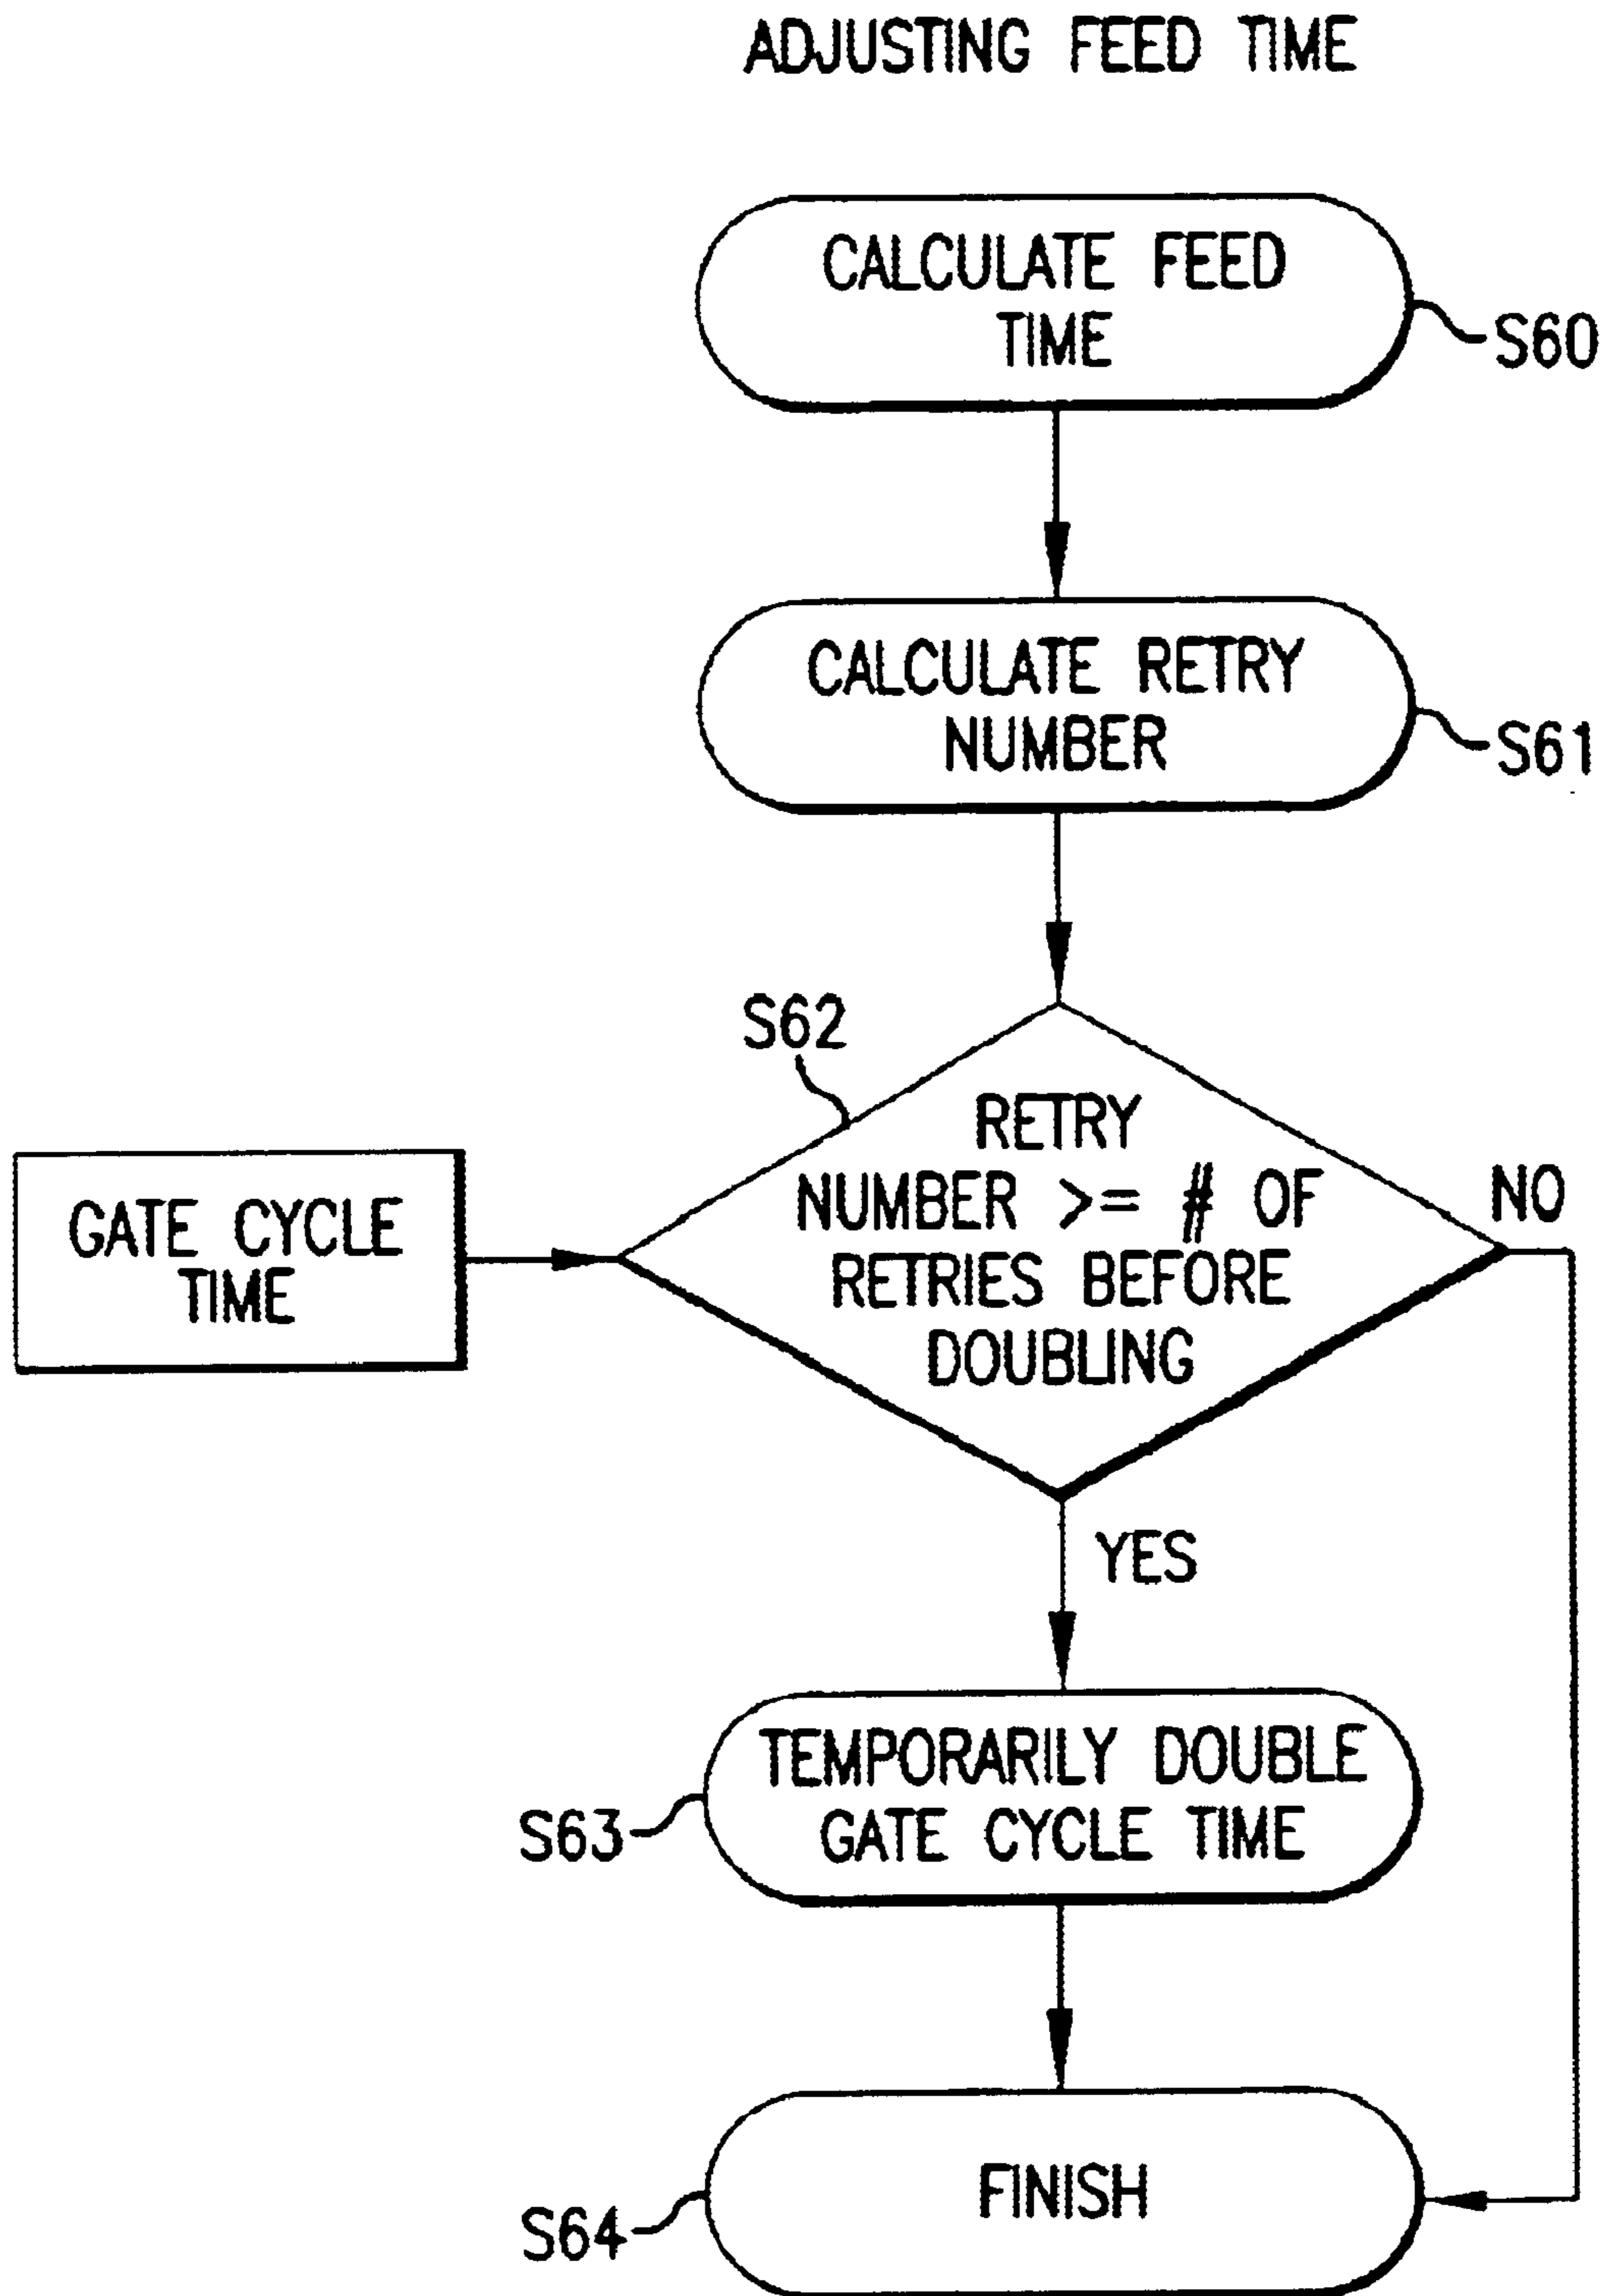 ADJUSTING FEED TIME
CALCULATE FEED
TIME
S60
CALCULATE RETRY
NUMBER
S61
S62
RETRY
NUMBER >= # OF
RETRIES BEFORE
DOUBLING
NO
GATE CYCLE
TIME
YES
TEMPORARILY DOUBLE
GATE CYCLE TIME
S63
FINISH
S64